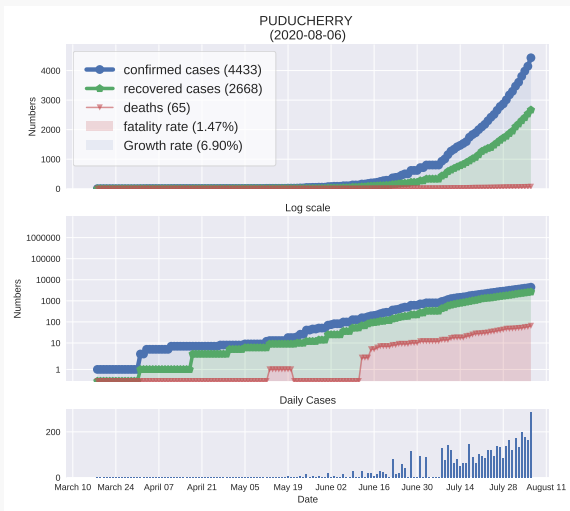 PUDUCHERRY
(2020-08-06)
confirmed cases (4433)
recovered cases (2668)
deaths (65)
fatality rate (1.47%)
Growth rate (6.90%)
Numbers
4000
3000
2000
1000
0
Log scale
Numbers
1000000
100000
10000
1000
100
10
1
Daily Cases
200
0
March 10 March 24 April 07 April 21 May 05 May 19 June 02 June 16 June 30 July 14 July 28 August 11
Date